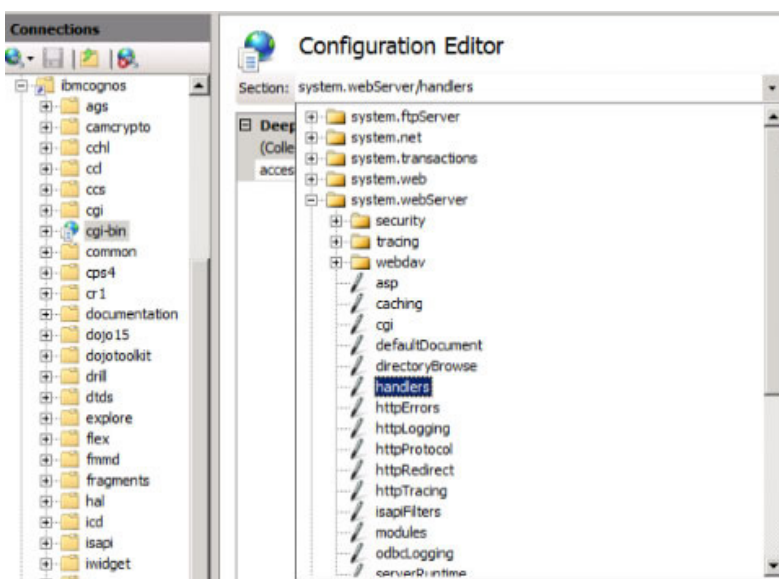 Connections
ibmcognos
ags
camcrypto
cchl
ccl
ccs
cgi
cgi-bin
common
cps4
cr1
documentation
dojo15
dojotoolkit
drill
dtds
explore
flex
fmmd
fragments
hal
icd
isapi
iwidget
Configuration Editor
Section: system.webServer/handlers
Deep
(Colle
acces
system.ftpServer
system.net
system.transactions
system.web
system.webServer
security
tracing
webdav
asp
caching
cgi
defaultDocument
directoryBrowse
handlers
httpErrors
httpLogging
httpProtocol
httpRedirect
httpTracing
isapiFilters
modules
odbcLogging
serverRuntime